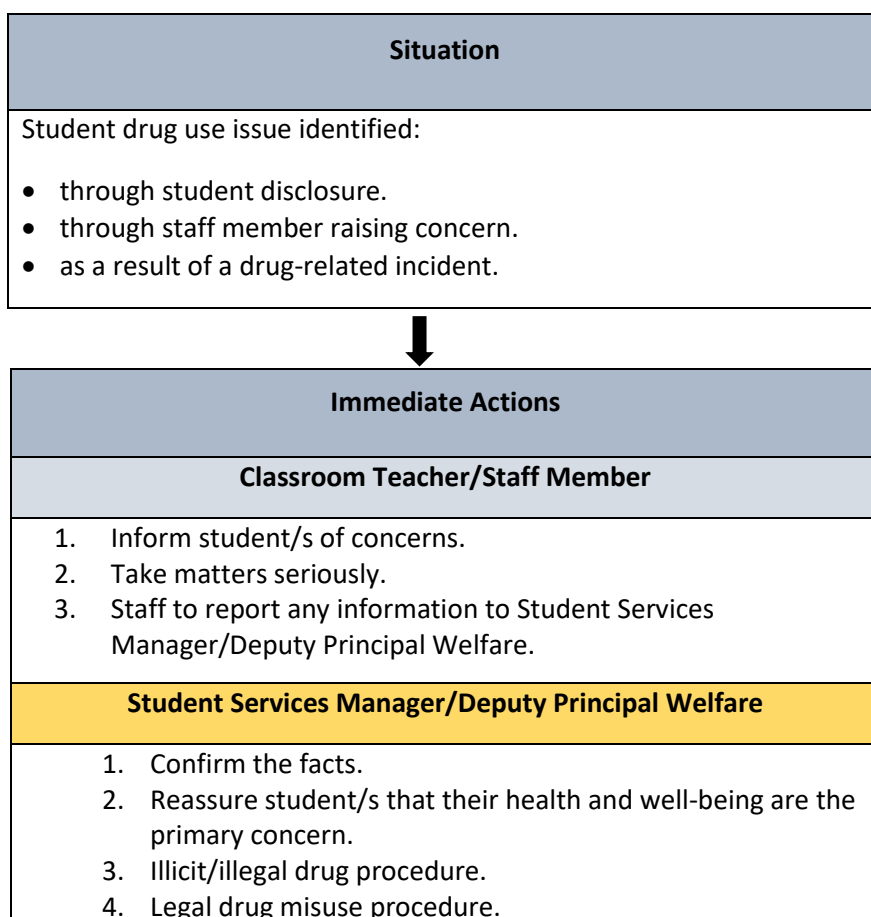 Situation
Student drug use issue identified:
• through student disclosure.
• through staff member raising concern.
• as a result of a drug-related incident.
Immediate Actions
Classroom Teacher/Staff Member
1. Inform student/s of concerns.
2. Take matters seriously.
3. Staff to report any information to Student Services
Manager/Deputy Principal Welfare.
Student Services Manager/Deputy Principal Welfare
1. Confirm the facts.
2. Reassure student/s that their health and well-being are the
primary concern.
3. Illicit/illegal drug procedure.
4. Legal drug misuse procedure.